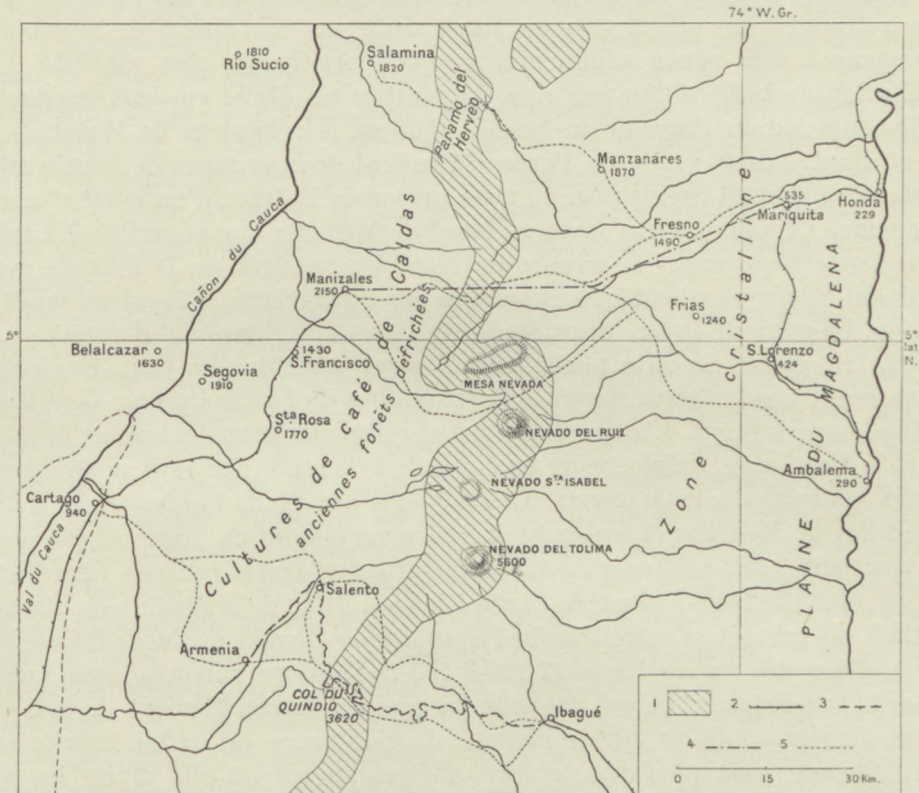 74° W. Gr.
1810
Rio Sucio
Salamina
1820
Paramo del
Herveo
Manzanares
1870
535
Mariquita
Honda
229
Fresno
1490
Cañon du Cauca
Manizales
2150
Frias
1240
5°
5°
lat.
N.
Belalcazar
1630
1430
S.Francisco
S.Lorenzo
424
Segovia
1910
MESA NEVADA
Sta Rosa
1770
NEVADO DEL RUIZ
Cultures de café de Caldas
anciennes forêts defrichées
Zone cristalline
PLAINE DU MAGDALENA
NEVADO STA ISABEL
Ambalema
290
Cartago
940
Val du Cauca
NEVADO DEL TOLIMA
5600
Salento
Armenia
COL DU
QUINDIO
3620
Ibagué
1 2 3
4 5
0 15 30 Km.